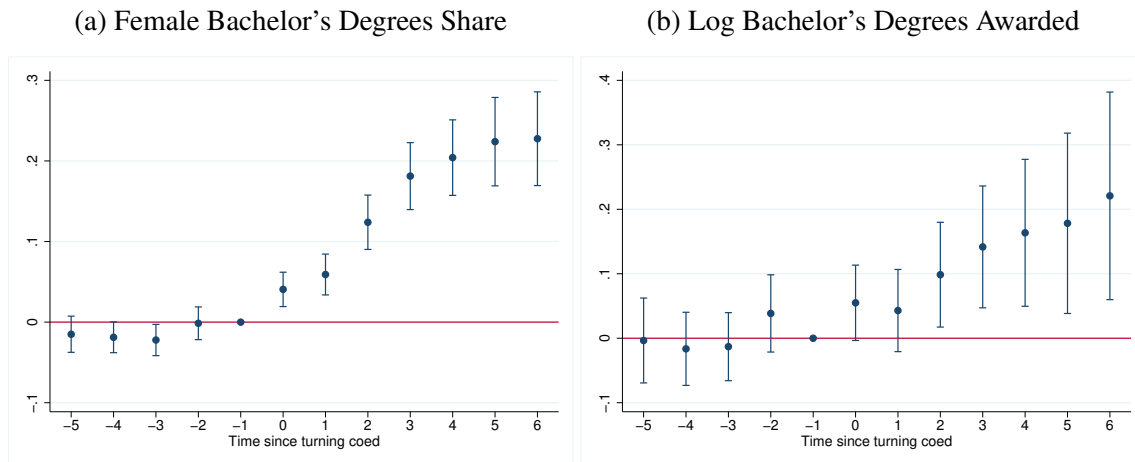 (a) Female Bachelor’s Degrees Share
.3
.2
.1
0
-.1
−5 −4 −3 −2 −1 0 1 2 3 4 5 6
Time since turning coed
(b) Log Bachelor’s Degrees Awarded
.4
.3
.2
.1
0
-.1
−5 −4 −3 −2 −1 0 1 2 3 4 5 6
Time since turning coed